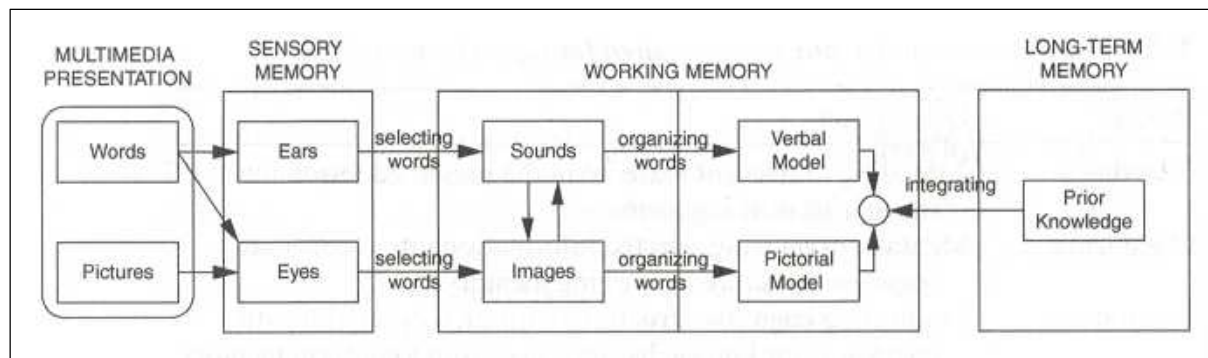 MULTIMEDIA
PRESENTATION
SENSORY
MEMORY
WORKING MEMORY
LONG-TERM
MEMORY
Words
Ears
selecting
words
Sounds
organizing
words
Verbal
Model
integrating
Prior
Knowledge
Pictures
Eyes
selecting
words
Images
organizing
words
Pictorial
Model